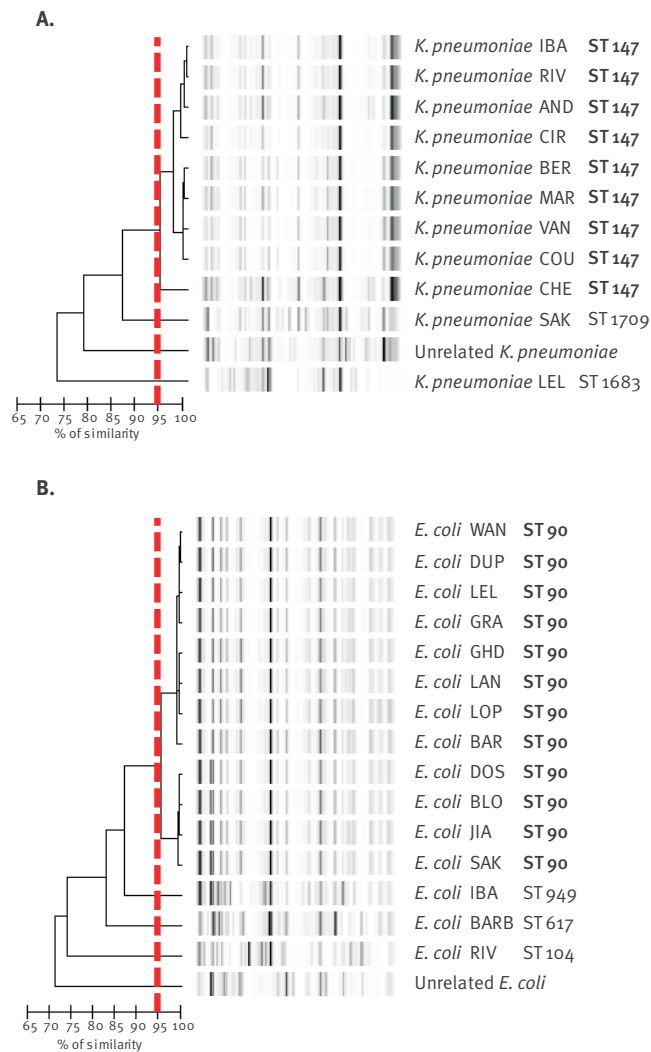 A.
K. pneumoniae IBA ST 147
K. pneumoniae RIV ST 147
K. pneumoniae AND ST 147
K. pneumoniae CIR ST 147
K. pneumoniae BER ST 147
K. pneumoniae MAR ST 147
K. pneumoniae VAN ST 147
K. pneumoniae COU ST 147
K. pneumoniae CHE ST 147
K. pneumoniae SAK ST 1709
Unrelated K. pneumoniae
K. pneumoniae LEL ST 1683
65 70 75 80 85 90 95 100
% of similarity
B.
E. coli WAN ST 90
E. coli DUP ST 90
E. coli LEL ST 90
E. coli GRA ST 90
E. coli GHD ST 90
E. coli LAN ST 90
E. coli LOP ST 90
E. coli BAR ST 90
E. coli DOS ST 90
E. coli BLO ST 90
E. coli JIA ST 90
E. coli SAK ST 90
E. coli IBA ST 949
E. coli BARB ST 617
E. coli RIV ST 104
Unrelated E. coli
65 70 75 80 85 90 95 100
% of similarity